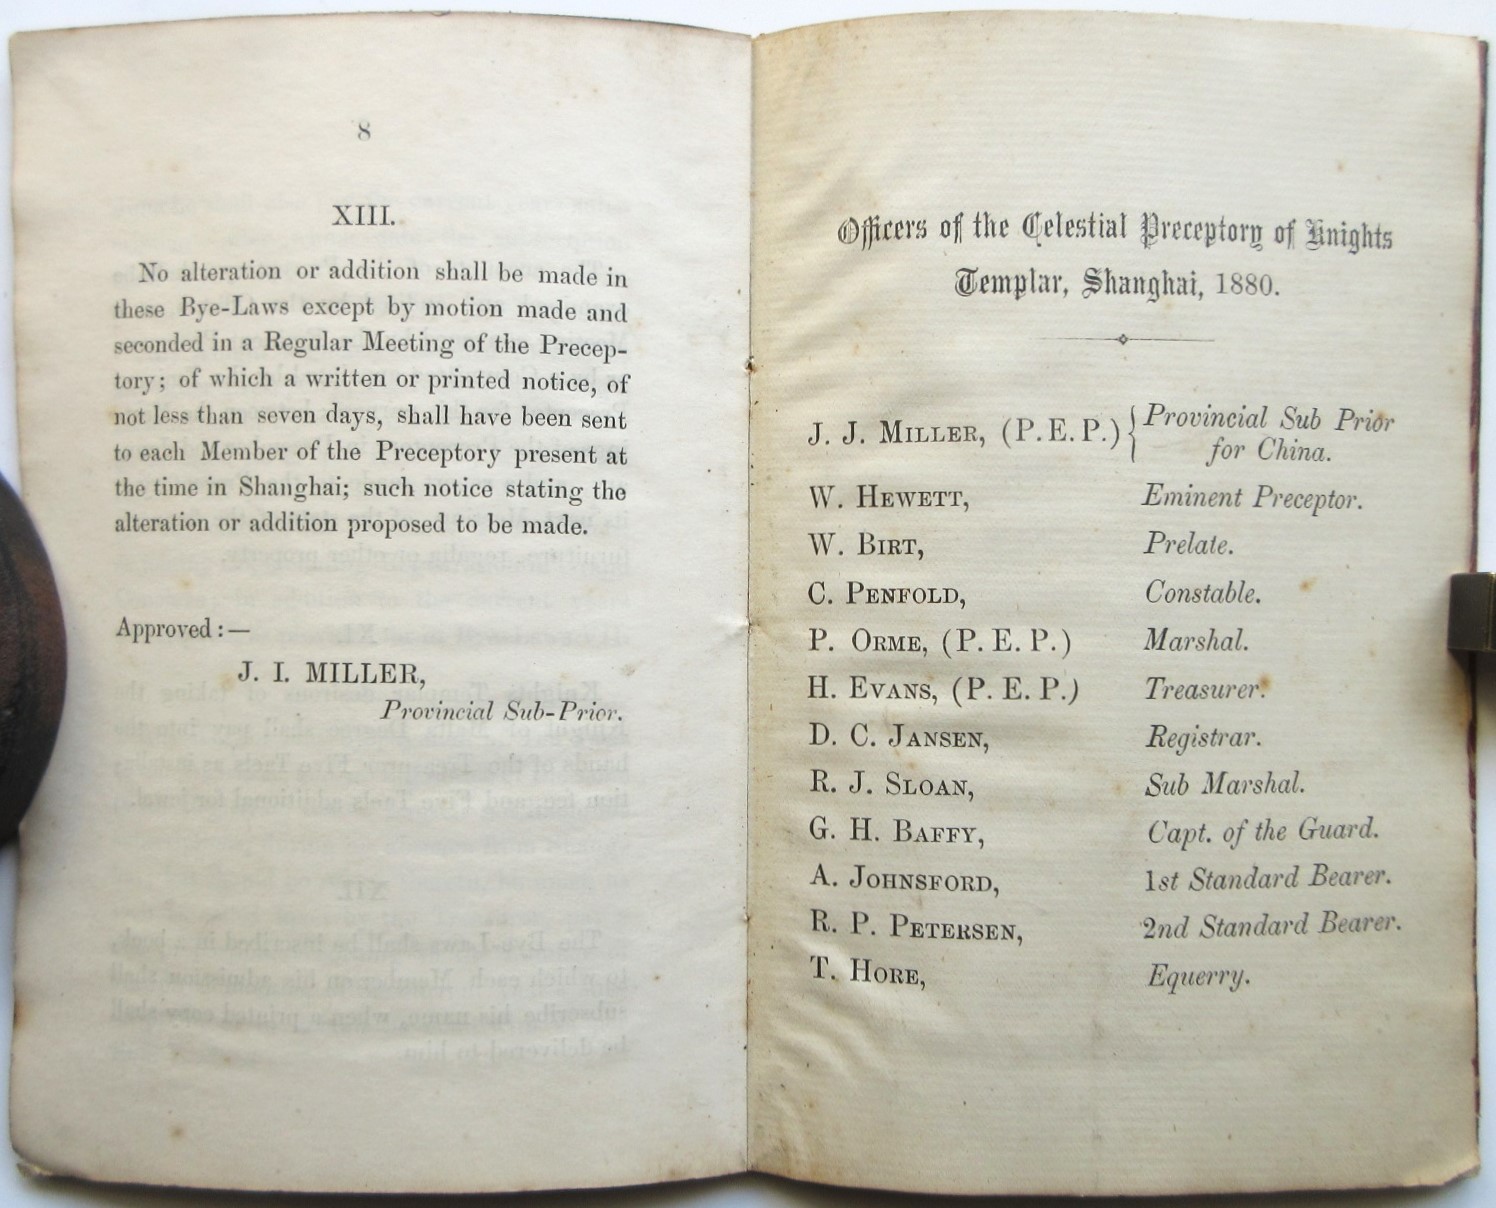 8
XIII.
No alteration or addition shall be made in
these Bye-Laws except by motion made and
seconded in a Regular Meeting of the Precep-
tory; of which a written or printed notice, of
not less than seven days, shall have been sent
to each Member of the Preceptory present at
the time in Shanghai; such notice stating the
alteration or addition proposed to be made.
Approved:—
J. I. MILLER,
Provincial Sub-Prior.
Officers of the Celestial Preceptory of Knights
Templar, Shanghai, 1880.
J. J. MILLER, (P.E.P.) { Provincial Sub Prior
for China.
W. HEWETT, Eminent Preceptor.
W. BIRT, Prelate.
C. PENFOLD, Constable.
P. ORME, (P. E. P.) Marshal.
H. EVANS, (P. E. P.) Treasurer.
D. C. JANSEN, Registrar.
R. J. SLOAN, Sub Marshal.
G. H. BAFFY, Capt. of the Guard.
A. JOHNSFORD, 1st Standard Bearer.
R. P. PETERSEN, 2nd Standard Bearer.
T. HORE, Equerry.